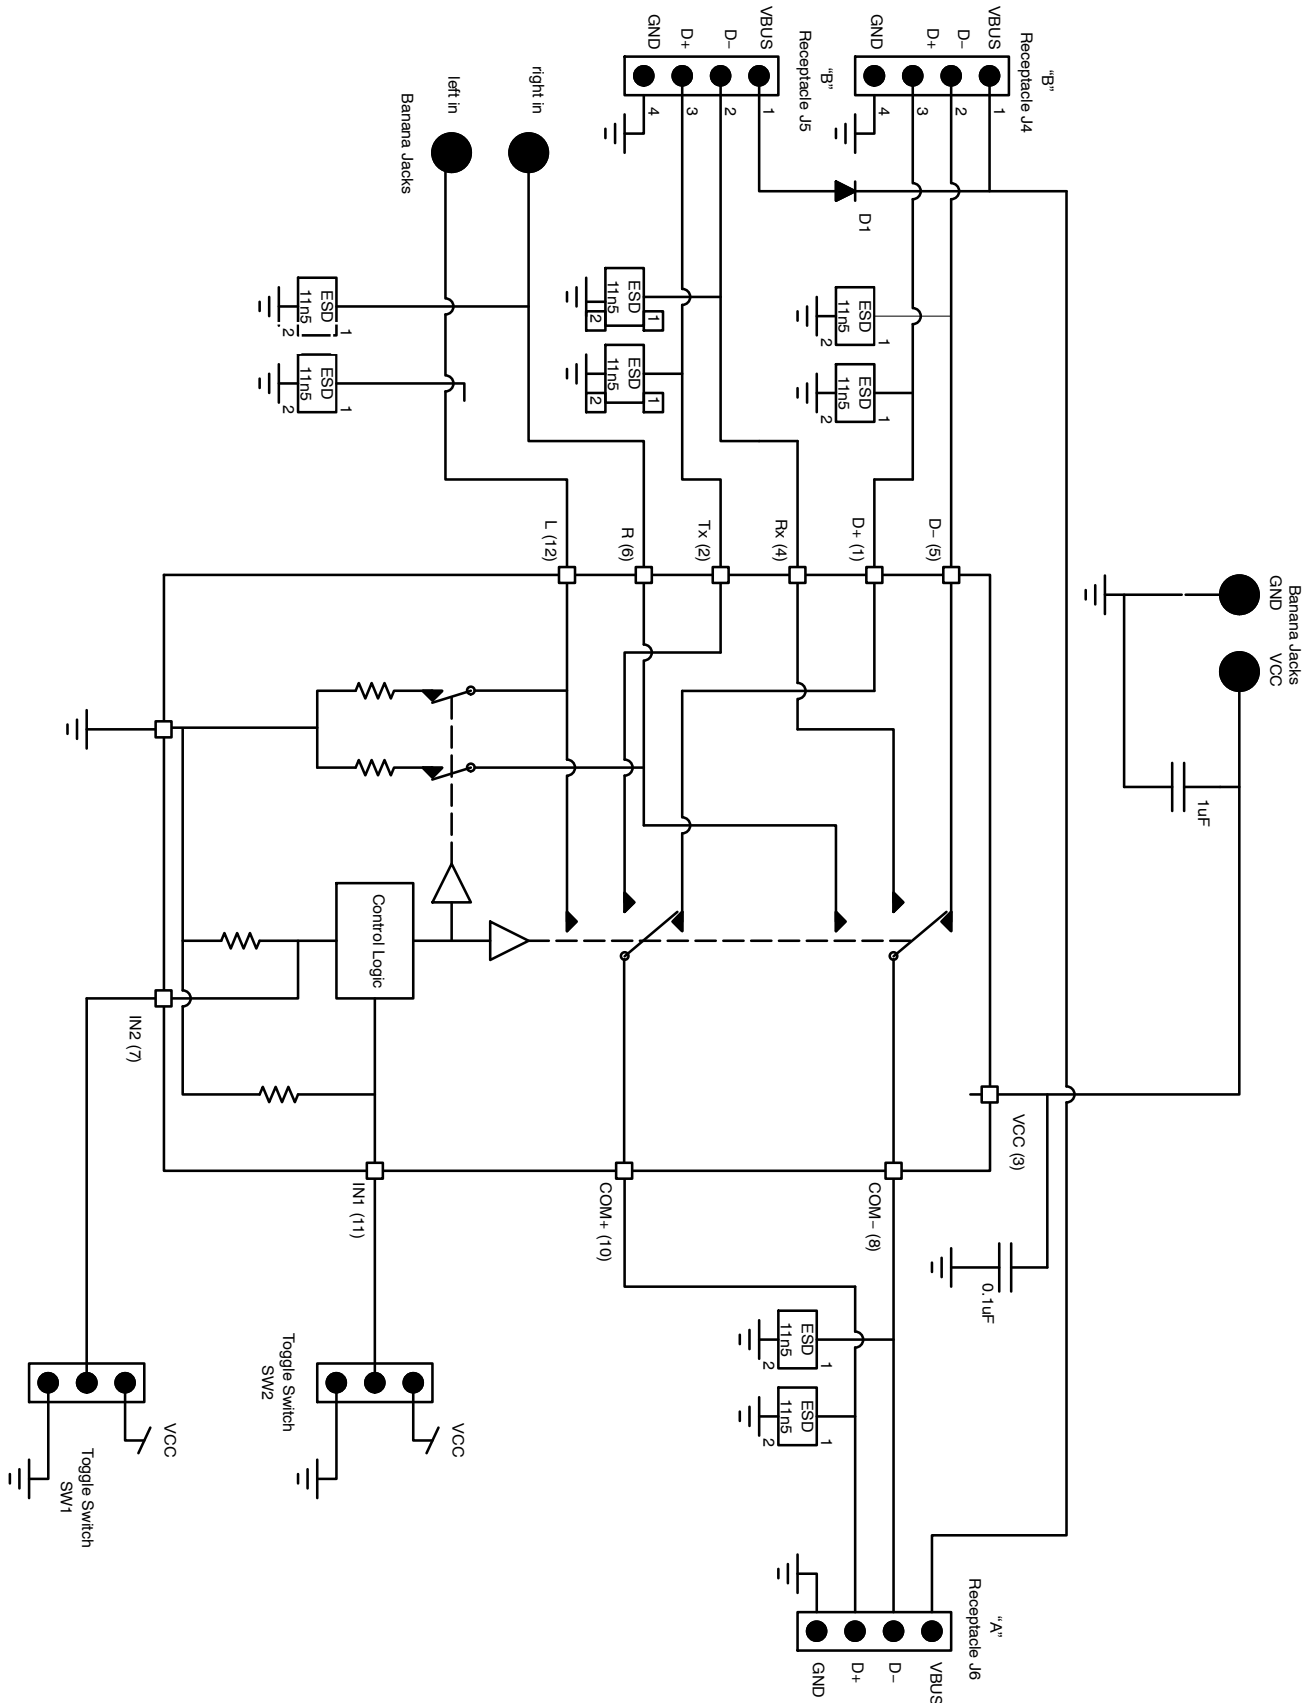 "B"
Receptacle J4
VBUS
D−
D+
GND
1
2
3
4
"B"
Receptacle J5
VBUS
D−
D+
GND
1
2
3
4
D1
right in
left in
Banana Jacks
ESD
11n5
1
2
ESD
11n5
1
2
ESD
11n5
1
2
ESD
11n5
1
2
ESD
11n5
1
2
ESD
11n5
1
2
Banana Jacks
GND
VCC
1uF
D− (5)
D+ (1)
Rx (4)
Tx (2)
R (6)
L (12)
Control Logic
VCC (3)
0.1uF
IN2 (7)
IN1 (11)
COM+ (10)
COM− (8)
ESD
11n5
1
2
ESD
11n5
1
2
Toggle Switch
SW2
VCC
Toggle Switch
SW1
VCC
"A"
Receptacle J6
VBUS
D−
D+
GND